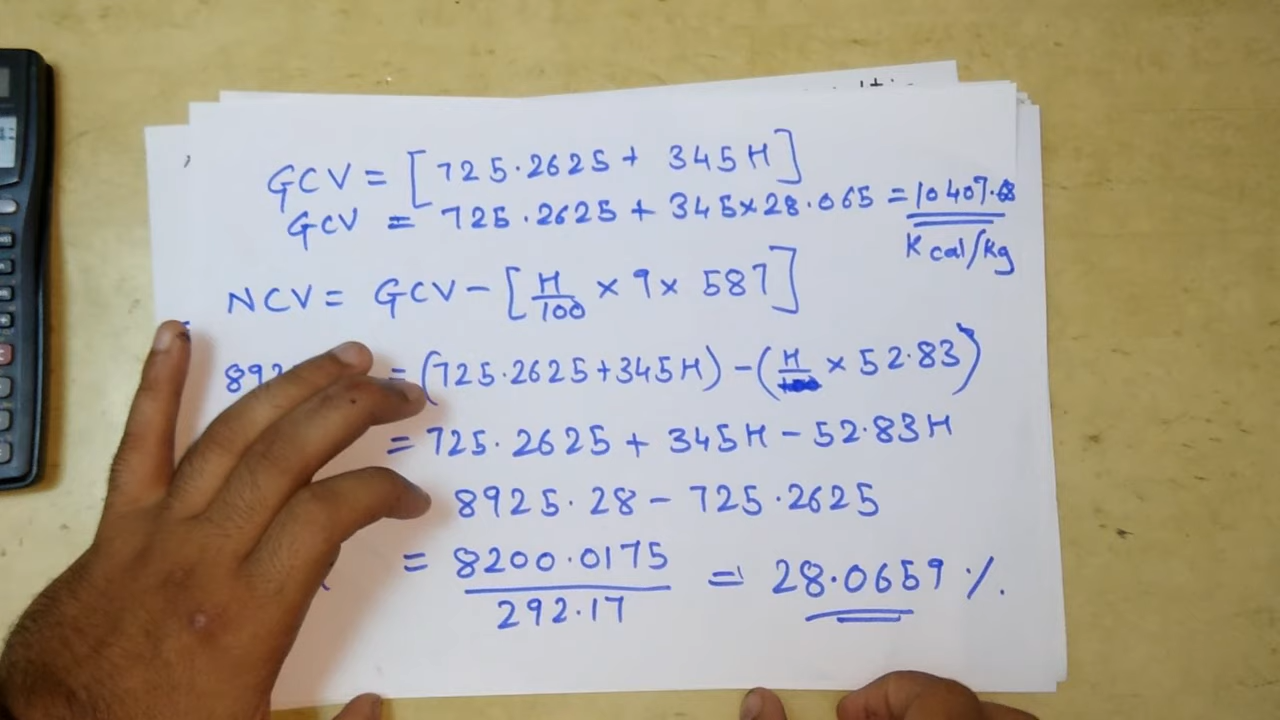 GCV = [725.2625 + 345H]
GCV = 725.2625 + 345×28.065 = 10407.68
Kcal/kg
NCV = GCV - [H/100 × 9 × 587]
892 = (725.2625+345H) - (H × 52.83)
= 725.2625 + 345H - 52.83H
8925.28 - 725.2625
= 8200.0175/292.17 = 28.0659 %.